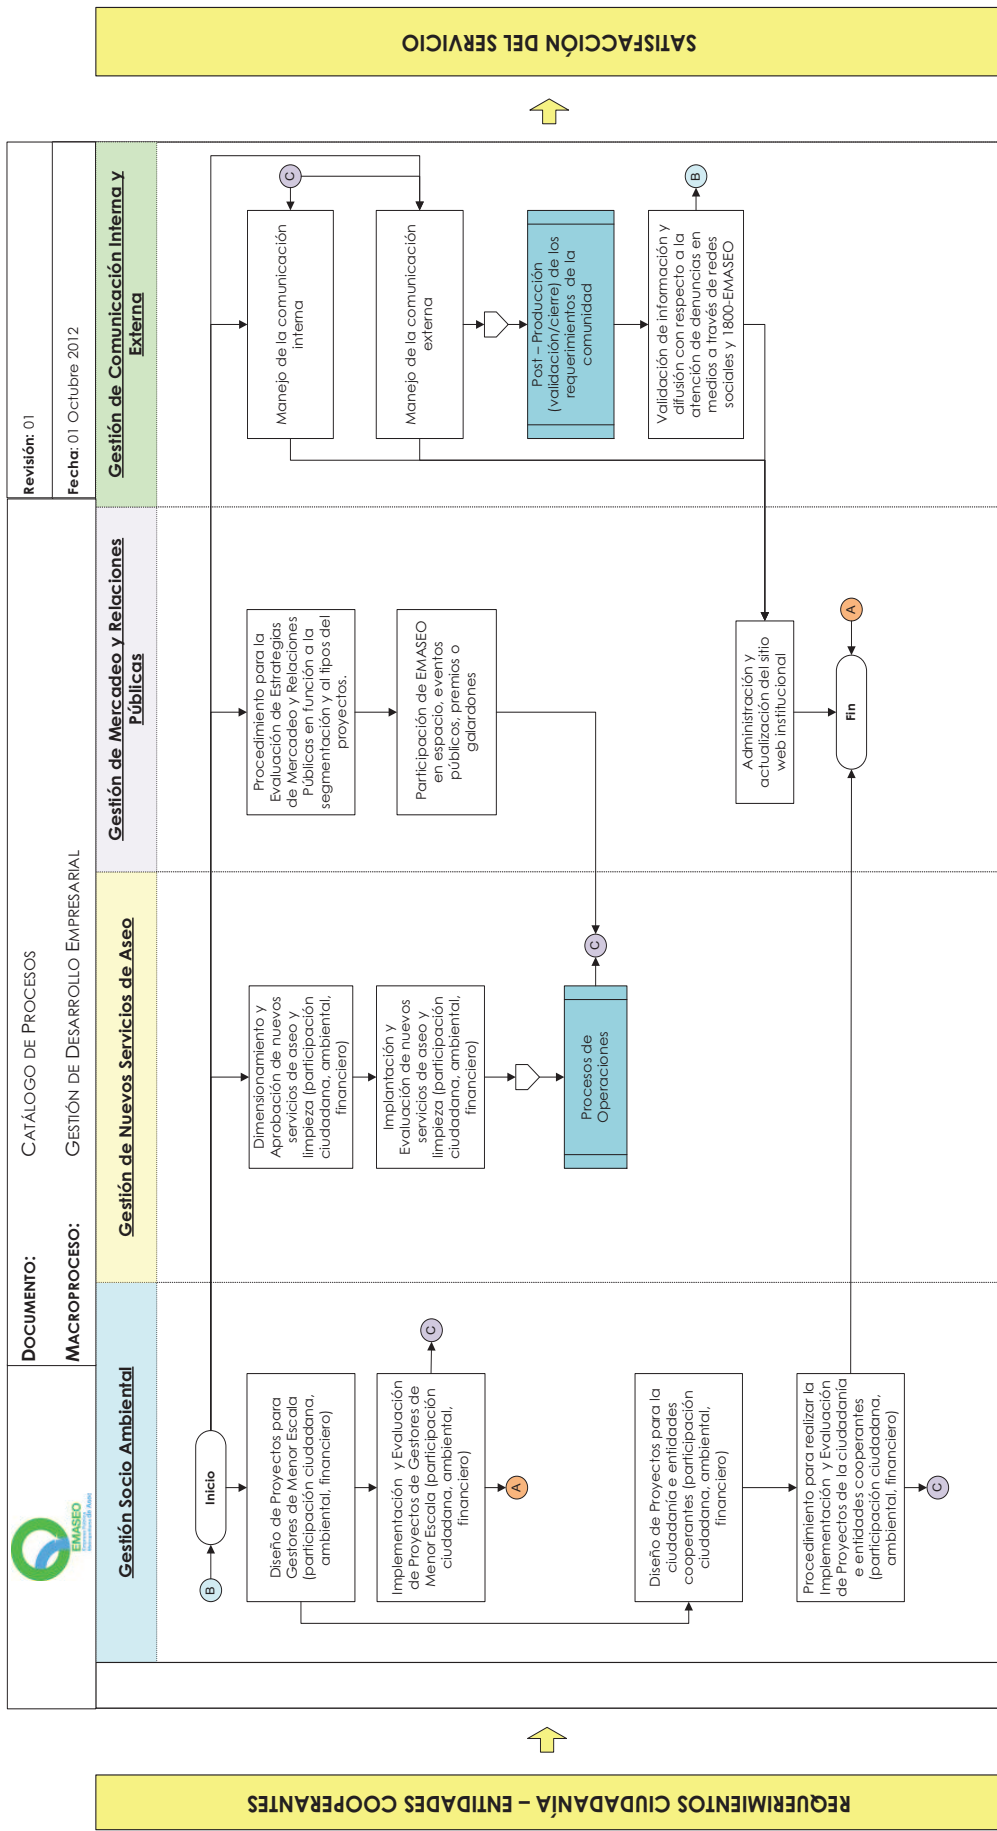 EMASEO
DOCUMENTO:
CATÁLOGO DE PROCESOS
MACROPROCESO:
GESTIÓN DE DESARROLLO EMPRESARIAL
Revisión: 01
Fecha: 01 Octubre 2012
REQUERIMIENTOS CIUDADANÍA – ENTIDADES COOPERANTES
Gestión Socio Ambiental
B
Inicio
Diseño de Proyectos para
Gestores de Menor Escala
(participación ciudadana,
ambiental, financiero)
Implementación y Evaluación
de Proyectos de Gestores de
Menor Escala (participación
ciudadana, ambiental,
financiero)
C
A
Diseño de Proyectos para la
ciudadanía e entidades
cooperantes (participación
ciudadana, ambiental,
financiero)
Procedimiento para realizar la
Implementación y Evaluación
de Proyectos de la ciudadanía
e entidades cooperantes
(participación ciudadana,
ambiental, financiero)
C
Gestión de Nuevos Servicios de Aseo
Dimensionamiento y
Aprobación de nuevos
servicios de aseo y
limpieza (participación
ciudadana, ambiental,
financiero)
Implantación y
Evaluación de nuevos
servicios de aseo y
limpieza (participación
ciudadana, ambiental,
financiero)
Procesos de
Operaciones
C
Gestión de Mercadeo y Relaciones
Públicas
Procedimiento para la
Evaluación de Estrategias
de Mercadeo y Relaciones
Públicas en función a la
segmentación y al tipos del
proyectos.
Participación de EMASEO
en espacio, eventos
públicos, premios o
galardones
Administración y
actualización del sitio
web institucional
Fin
A
Gestión de Comunicación Interna y
Externa
Manejo de la comunicación
interna
C
Manejo de la comunicación
externa
Post – Producción
(validación/cierre) de los
requerimientos de la
comunidad
Validación de información y
difusión con respecto a la
atención de denuncias en
medios a través de redes
sociales y 1800-EMASEO
B
SATISFACCIÓN DEL SERVICIO